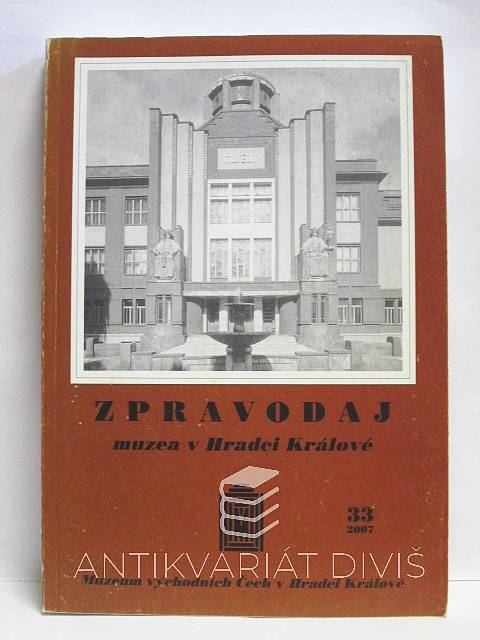 MUSEUM
ZPRAVODAJ
muzea v Hradci Králové
33
2007
ANTIKVARIÁT DIVIŠ
Muzeum východních Čech v Hradci Králové